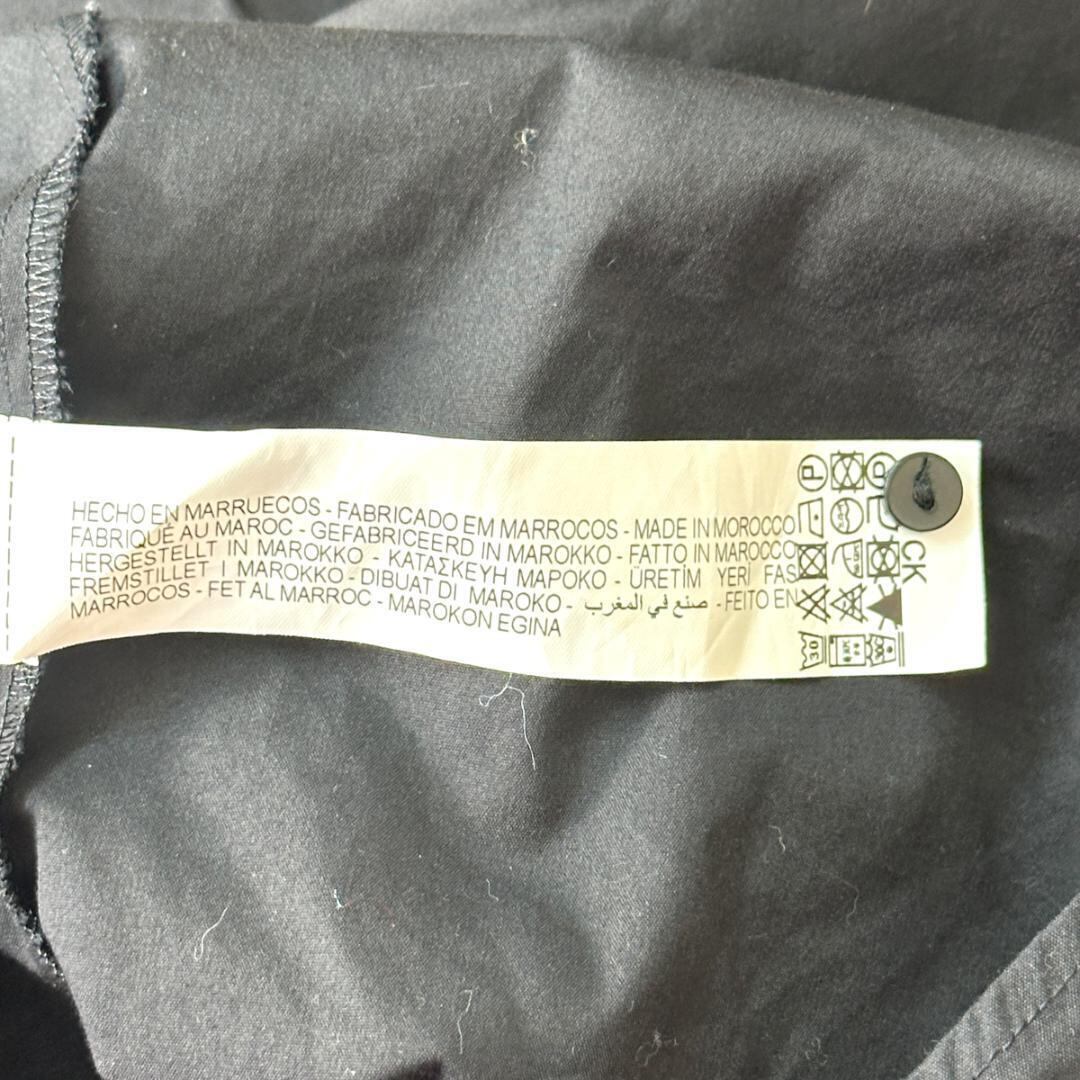 HECHO EN MARRUECOS - FABRICADO EM MARROCOS - MADE IN MOROCCO
FABRIQUÉ AU MAROC - GEFABRICEERD IN MAROKKO - FATTO IN MAROCCO
HERGESTELLT IN MAROKKO - ΚΑΤΑΣΚΕΥΗ ΜΑΡΟΚΟ - ÜRETİM YERİ FAS
FREMSTILLET I MAROKKO - DIBUAT DI MAROKO - صنع في المغرب - FEITO EN
MARROCOS - FET AL MARROC - MAROKON EGINA
CK
P
30